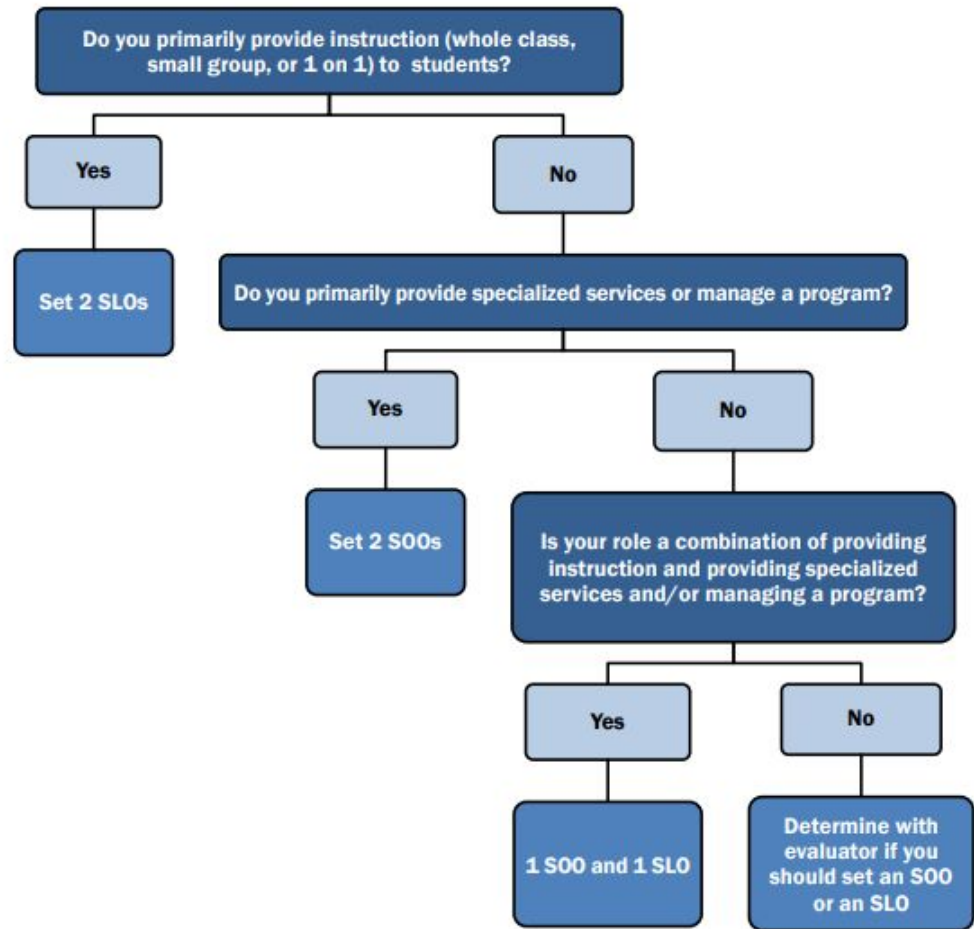 Do you primarily provide instruction (whole class,
small group, or 1 on 1) to students?
Yes
No
Set 2 SLOs
Do you primarily provide specialized services or manage a program?
Yes
No
Set 2 SOOs
Is your role a combination of providing
instruction and providing specialized
services and/or managing a program?
Yes
No
1 SOO and 1 SLO
Determine with
evaluator if you
should set an SOO
or an SLO